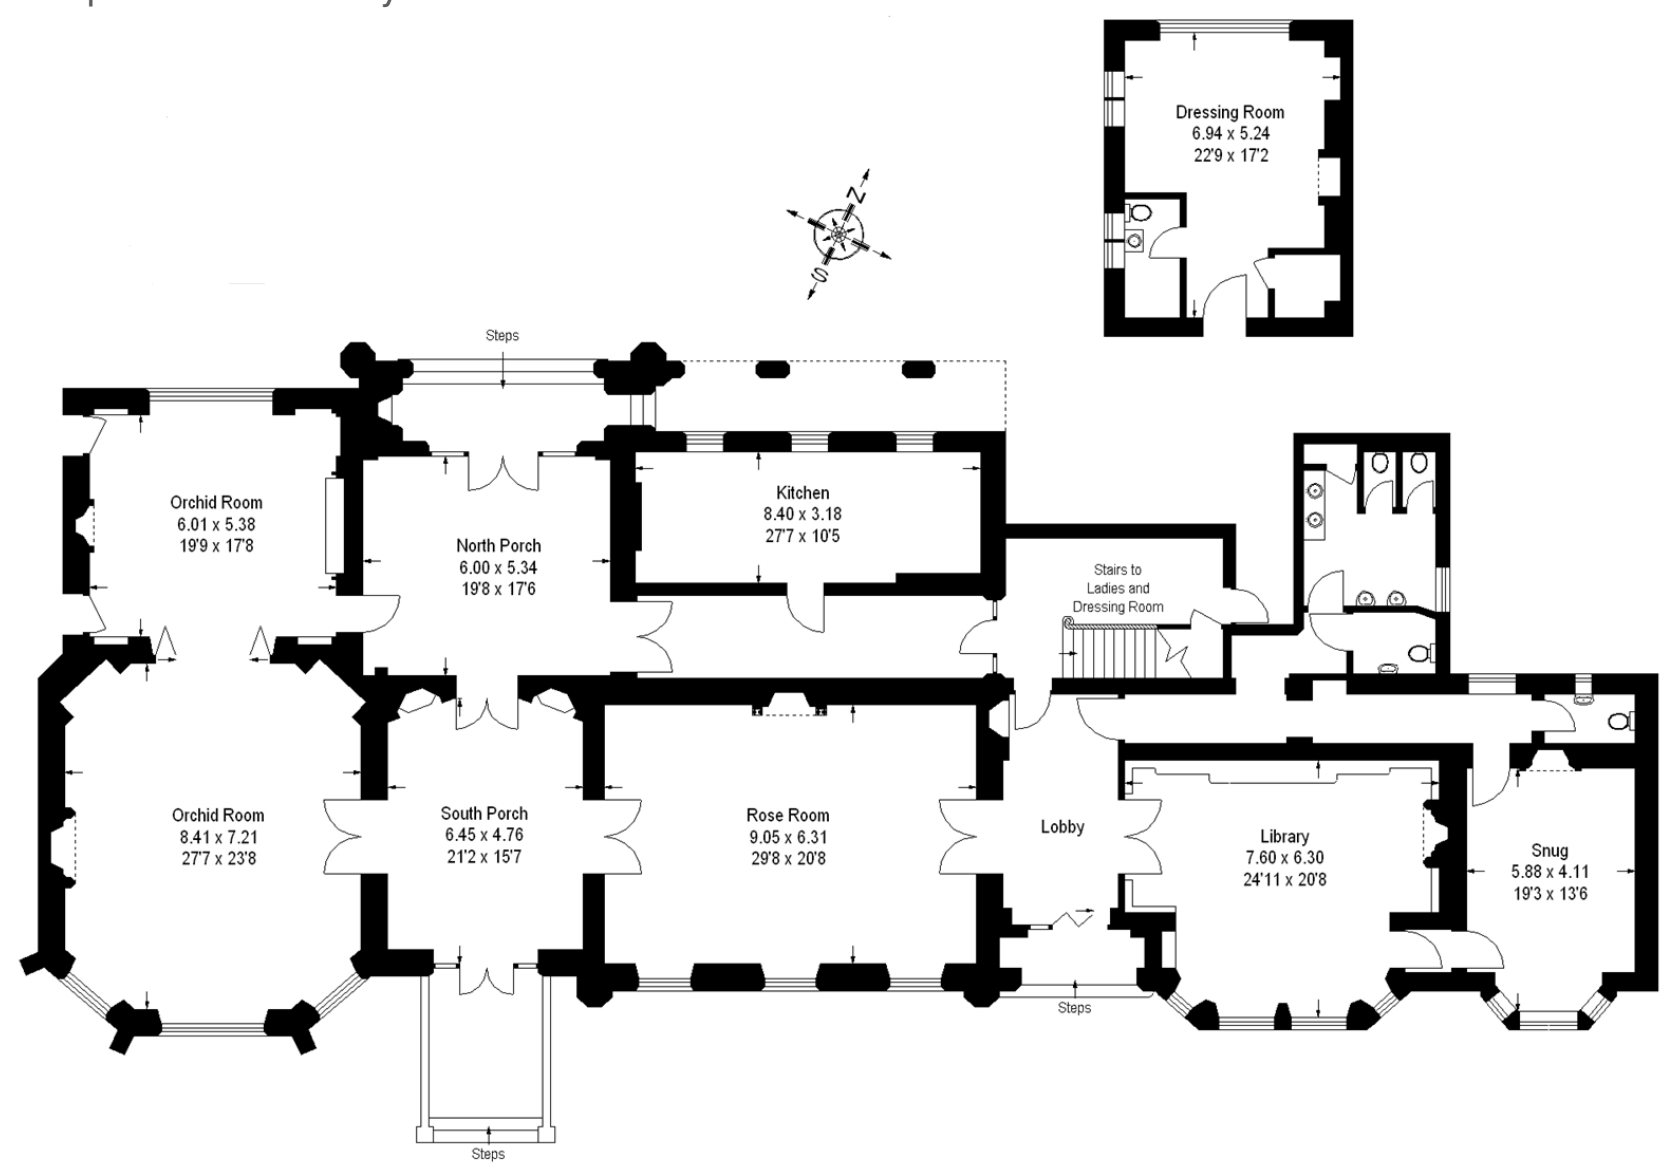 Dressing Room
6.94 x 5.24
22'9 x 17'2
N
S
Steps
Orchid Room
6.01 x 5.38
19'9 x 17'8
North Porch
6.00 x 5.34
19'8 x 17'6
Kitchen
8.40 x 3.18
27'7 x 10'5
Stairs to
Ladies and
Dressing Room
Orchid Room
8.41 x 7.21
27'7 x 23'8
South Porch
6.45 x 4.76
21'2 x 15'7
Rose Room
9.05 x 6.31
29'8 x 20'8
Lobby
Library
7.60 x 6.30
24'11 x 20'8
Snug
5.88 x 4.11
19'3 x 13'6
Steps
Steps